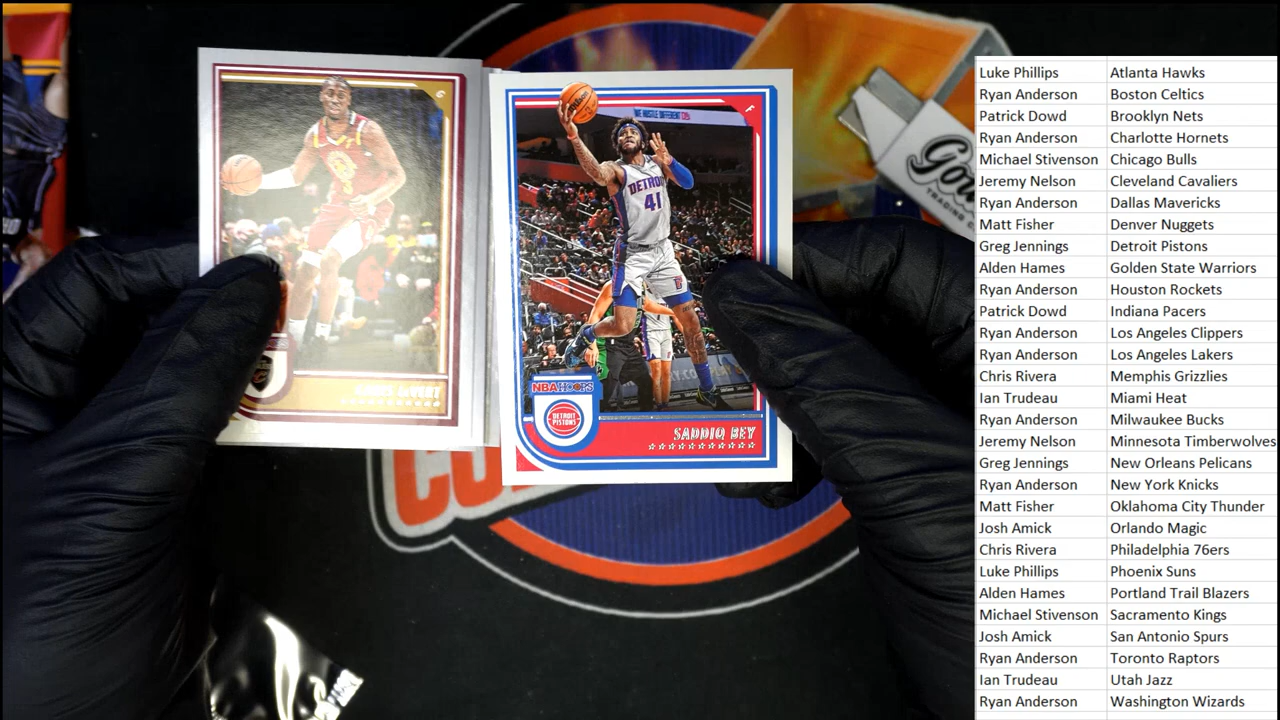 WE HUSTLE DIFFERENT
DETROIT
41
NBA HOOPS
DETROIT
PISTONS
SADDIQ BEY
TRADING
Luke Phillips Atlanta Hawks
Ryan Anderson Boston Celtics
Patrick Dowd Brooklyn Nets
Ryan Anderson Charlotte Hornets
Michael Stivenson Chicago Bulls
Jeremy Nelson Cleveland Cavaliers
Ryan Anderson Dallas Mavericks
Matt Fisher Denver Nuggets
Greg Jennings Detroit Pistons
Alden Hames Golden State Warriors
Ryan Anderson Houston Rockets
Patrick Dowd Indiana Pacers
Ryan Anderson Los Angeles Clippers
Ryan Anderson Los Angeles Lakers
Chris Rivera Memphis Grizzlies
Ian Trudeau Miami Heat
Ryan Anderson Milwaukee Bucks
Jeremy Nelson Minnesota Timberwolves
Greg Jennings New Orleans Pelicans
Ryan Anderson New York Knicks
Matt Fisher Oklahoma City Thunder
Josh Amick Orlando Magic
Chris Rivera Philadelphia 76ers
Luke Phillips Phoenix Suns
Alden Hames Portland Trail Blazers
Michael Stivenson Sacramento Kings
Josh Amick San Antonio Spurs
Ryan Anderson Toronto Raptors
Ian Trudeau Utah Jazz
Ryan Anderson Washington Wizards